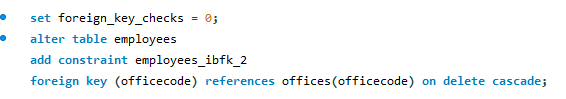 set foreign_key_checks = 0;
alter table employees
add constraint employees_ibfk_2
foreign key (officecode) references offices(officecode) on delete cascade;